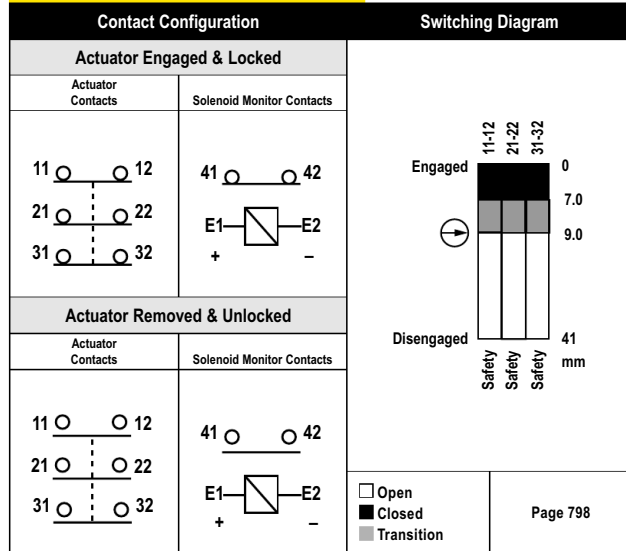 Contact Configuration
Switching Diagram
Actuator Engaged & Locked
Actuator
Contacts
Solenoid Monitor Contacts
11 12
21 22
31 32
41 42
E1 E2
+ –
Actuator Removed & Unlocked
Actuator
Contacts
Solenoid Monitor Contacts
11 12
21 22
31 32
41 42
E1 E2
+ –
11-12
21-22
31-32
Engaged 0
7.0
9.0
Disengaged 41
mm
Safety
Safety
Safety
Open
Closed
Transition
Page 798